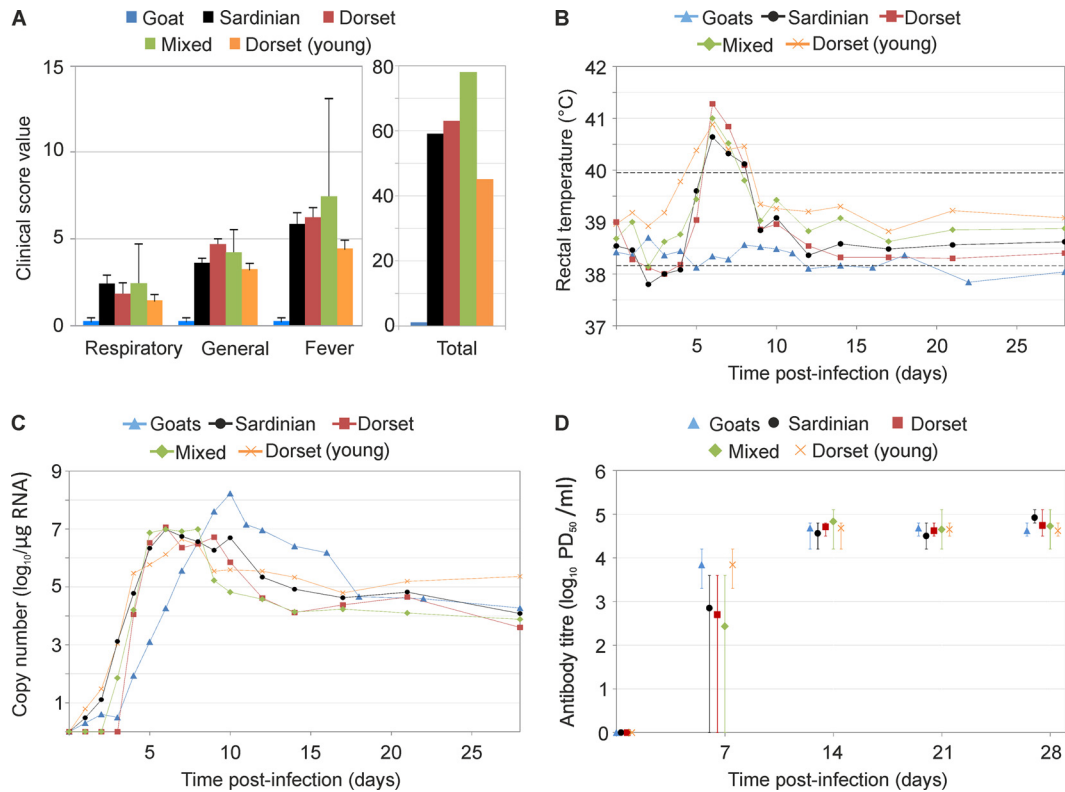 A
Goat Sardinian Dorset
Mixed Dorset (young)
Clinical score value
15
10
5
0
Respiratory General Fever
80
60
40
20
0
Total
B
Goats Sardinian Dorset
Mixed Dorset (young)
Rectal temperature (°C)
42
41
40
39
38
37
5 10 15 20 25
Time post-infection (days)
C
Goats Sardinian Dorset
Mixed Dorset (young)
Copy number (log10/µg RNA)
9
7
5
3
1
5 10 15 20 25
Time post-infection (days)
D
Goats Sardinian Dorset
Mixed Dorset (young)
Antibody titre (log10 PD50 /ml)
6
5
4
3
2
1
0
7 14 21 28
Time post-infection (days)